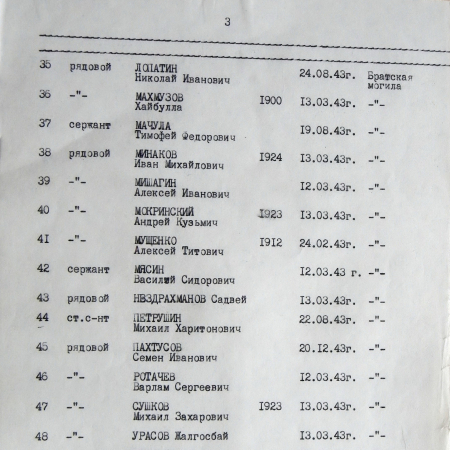 3
35 рядовой ЛОПАТИН
Николай Иванович 24.08.43г. Братская
могила
36 -"- МАХМУЗОВ
Хайбулла 1900 13.03.43г. -"-
37 сержант МАЧУЛА
Тимофей Федорович 19.08.43г. -"-
38 рядовой МИНАКОВ
Иван Михайлович 1924 13.03.43г. -"-
39 -"- МИШАГИН
Алексей Иванович 12.03.43г. -"-
40 -"- МОКРИНСКИЙ
Андрей Кузьмич 1923 13.03.43г. -"-
41 -"- МУЩЕНКО
Алексей Титович 1912 24.02.43г. -"-
42 сержант МЯСИН
Василий Сидорович 12.03.43 г. -"-
43 рядовой НВЗДРАХМАНОВ Садвей 13.03.43г. -"-
44 ст.с-нт ПЕТРУШИН
Михаил Харитонович 22.08.43г. -"-
45 рядовой ПАХТУСОВ
Семен Иванович 20.12.43г. -"-
46 -"- РОТАЧЕВ
Варлам Сергеевич 12.03.43г. -"-
47 -"- СУШКОВ
Михаил Захарович 1923 13.03.43г. -"-
48 -"- УРАСОВ Жалгосбай 13.03.43г. -"-